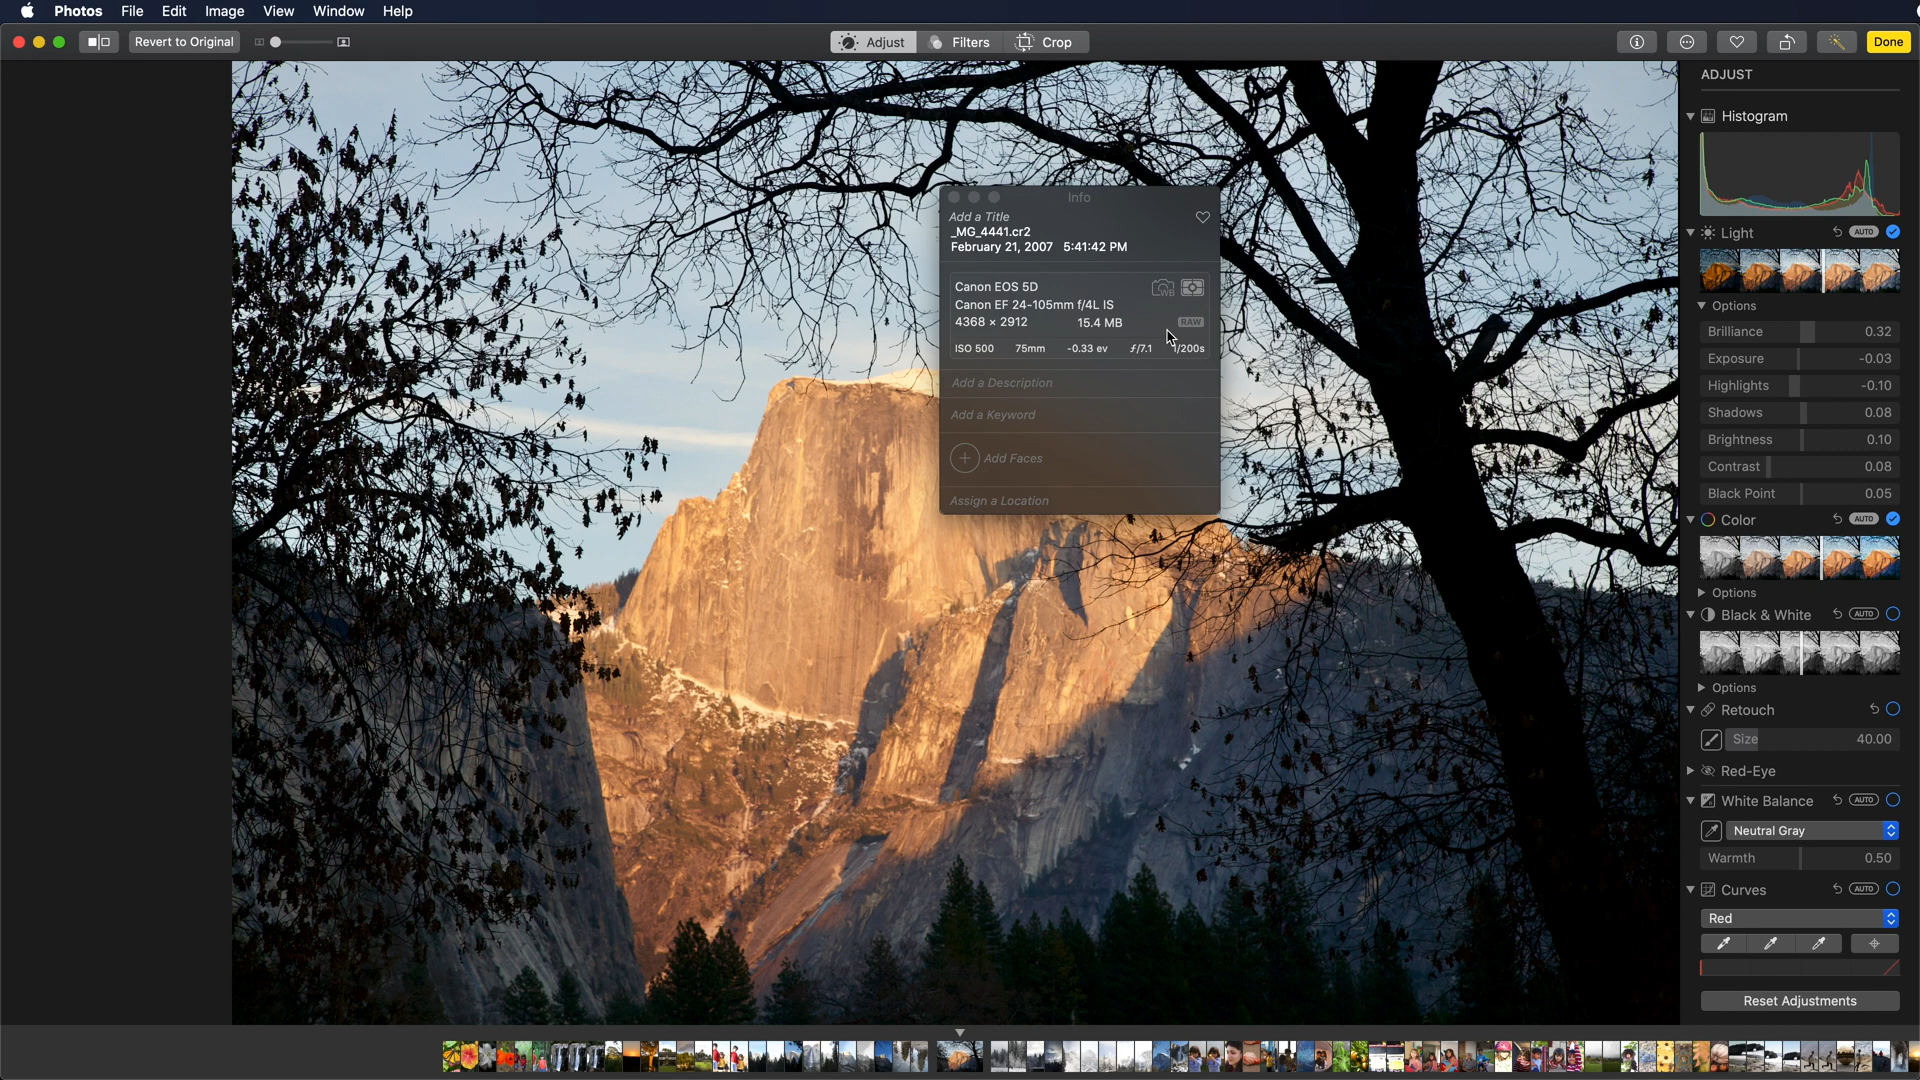 Photos File Edit Image View Window Help
Revert to Original
Adjust Filters Crop
Done
ADJUST
Histogram
Light AUTO
Options
Brilliance 0.32
Exposure -0.03
Highlights -0.10
Shadows 0.08
Brightness 0.10
Contrast 0.08
Black Point 0.05
Color AUTO
Options
Black & White AUTO
Options
Retouch
Size 40.00
Red-Eye
White Balance AUTO
Neutral Gray
Warmth 0.50
Curves AUTO
Red
Reset Adjustments
Info
Add a Title
_MG_4441.cr2
February 21, 2007 5:41:42 PM
Canon EOS 5D WB
Canon EF 24-105mm f/4L IS
4368 × 2912 15.4 MB RAW
ISO 500 75mm -0.33 ev ƒ/7.1 1/200s
Add a Description
Add a Keyword
Add Faces
Assign a Location